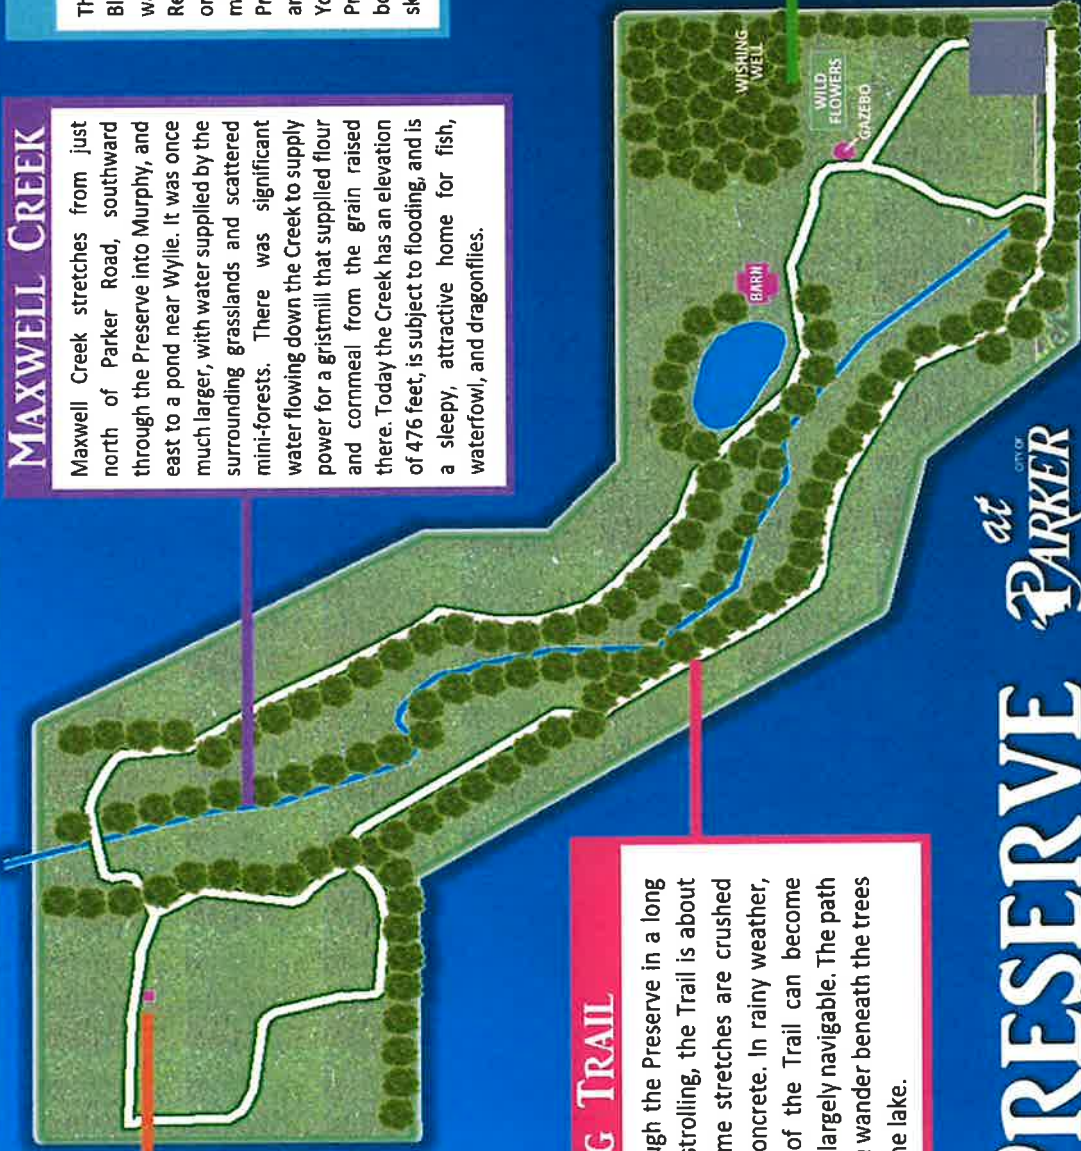 MAXWELL CREEK
Maxwell Creek stretches from just
north of Parker Road, southward
through the Preserve into Murphy, and
east to a pond near Wylie. It was once
much larger, with water supplied by the
surrounding grasslands and scattered
mini-forests. There was significant
water flowing down the Creek to supply
power for a gristmill that supplied flour
and cornmeal from the grain raised
there. Today the Creek has an elevation
of 476 feet, is subject to flooding, and is
a sleepy, attractive home for fish,
waterfowl, and dragonflies.
WISHING
WELL
WILD
FLOWERS
GAZEBO
BARN
G TRAIL
ugh the Preserve in a long
strolling, the Trail is about
me stretches are crushed
oncrete. In rainy weather,
of the Trail can become
largely navigable. The path
wander beneath the trees
he lake.
PRESERVE
at
CITY OF
PARKER